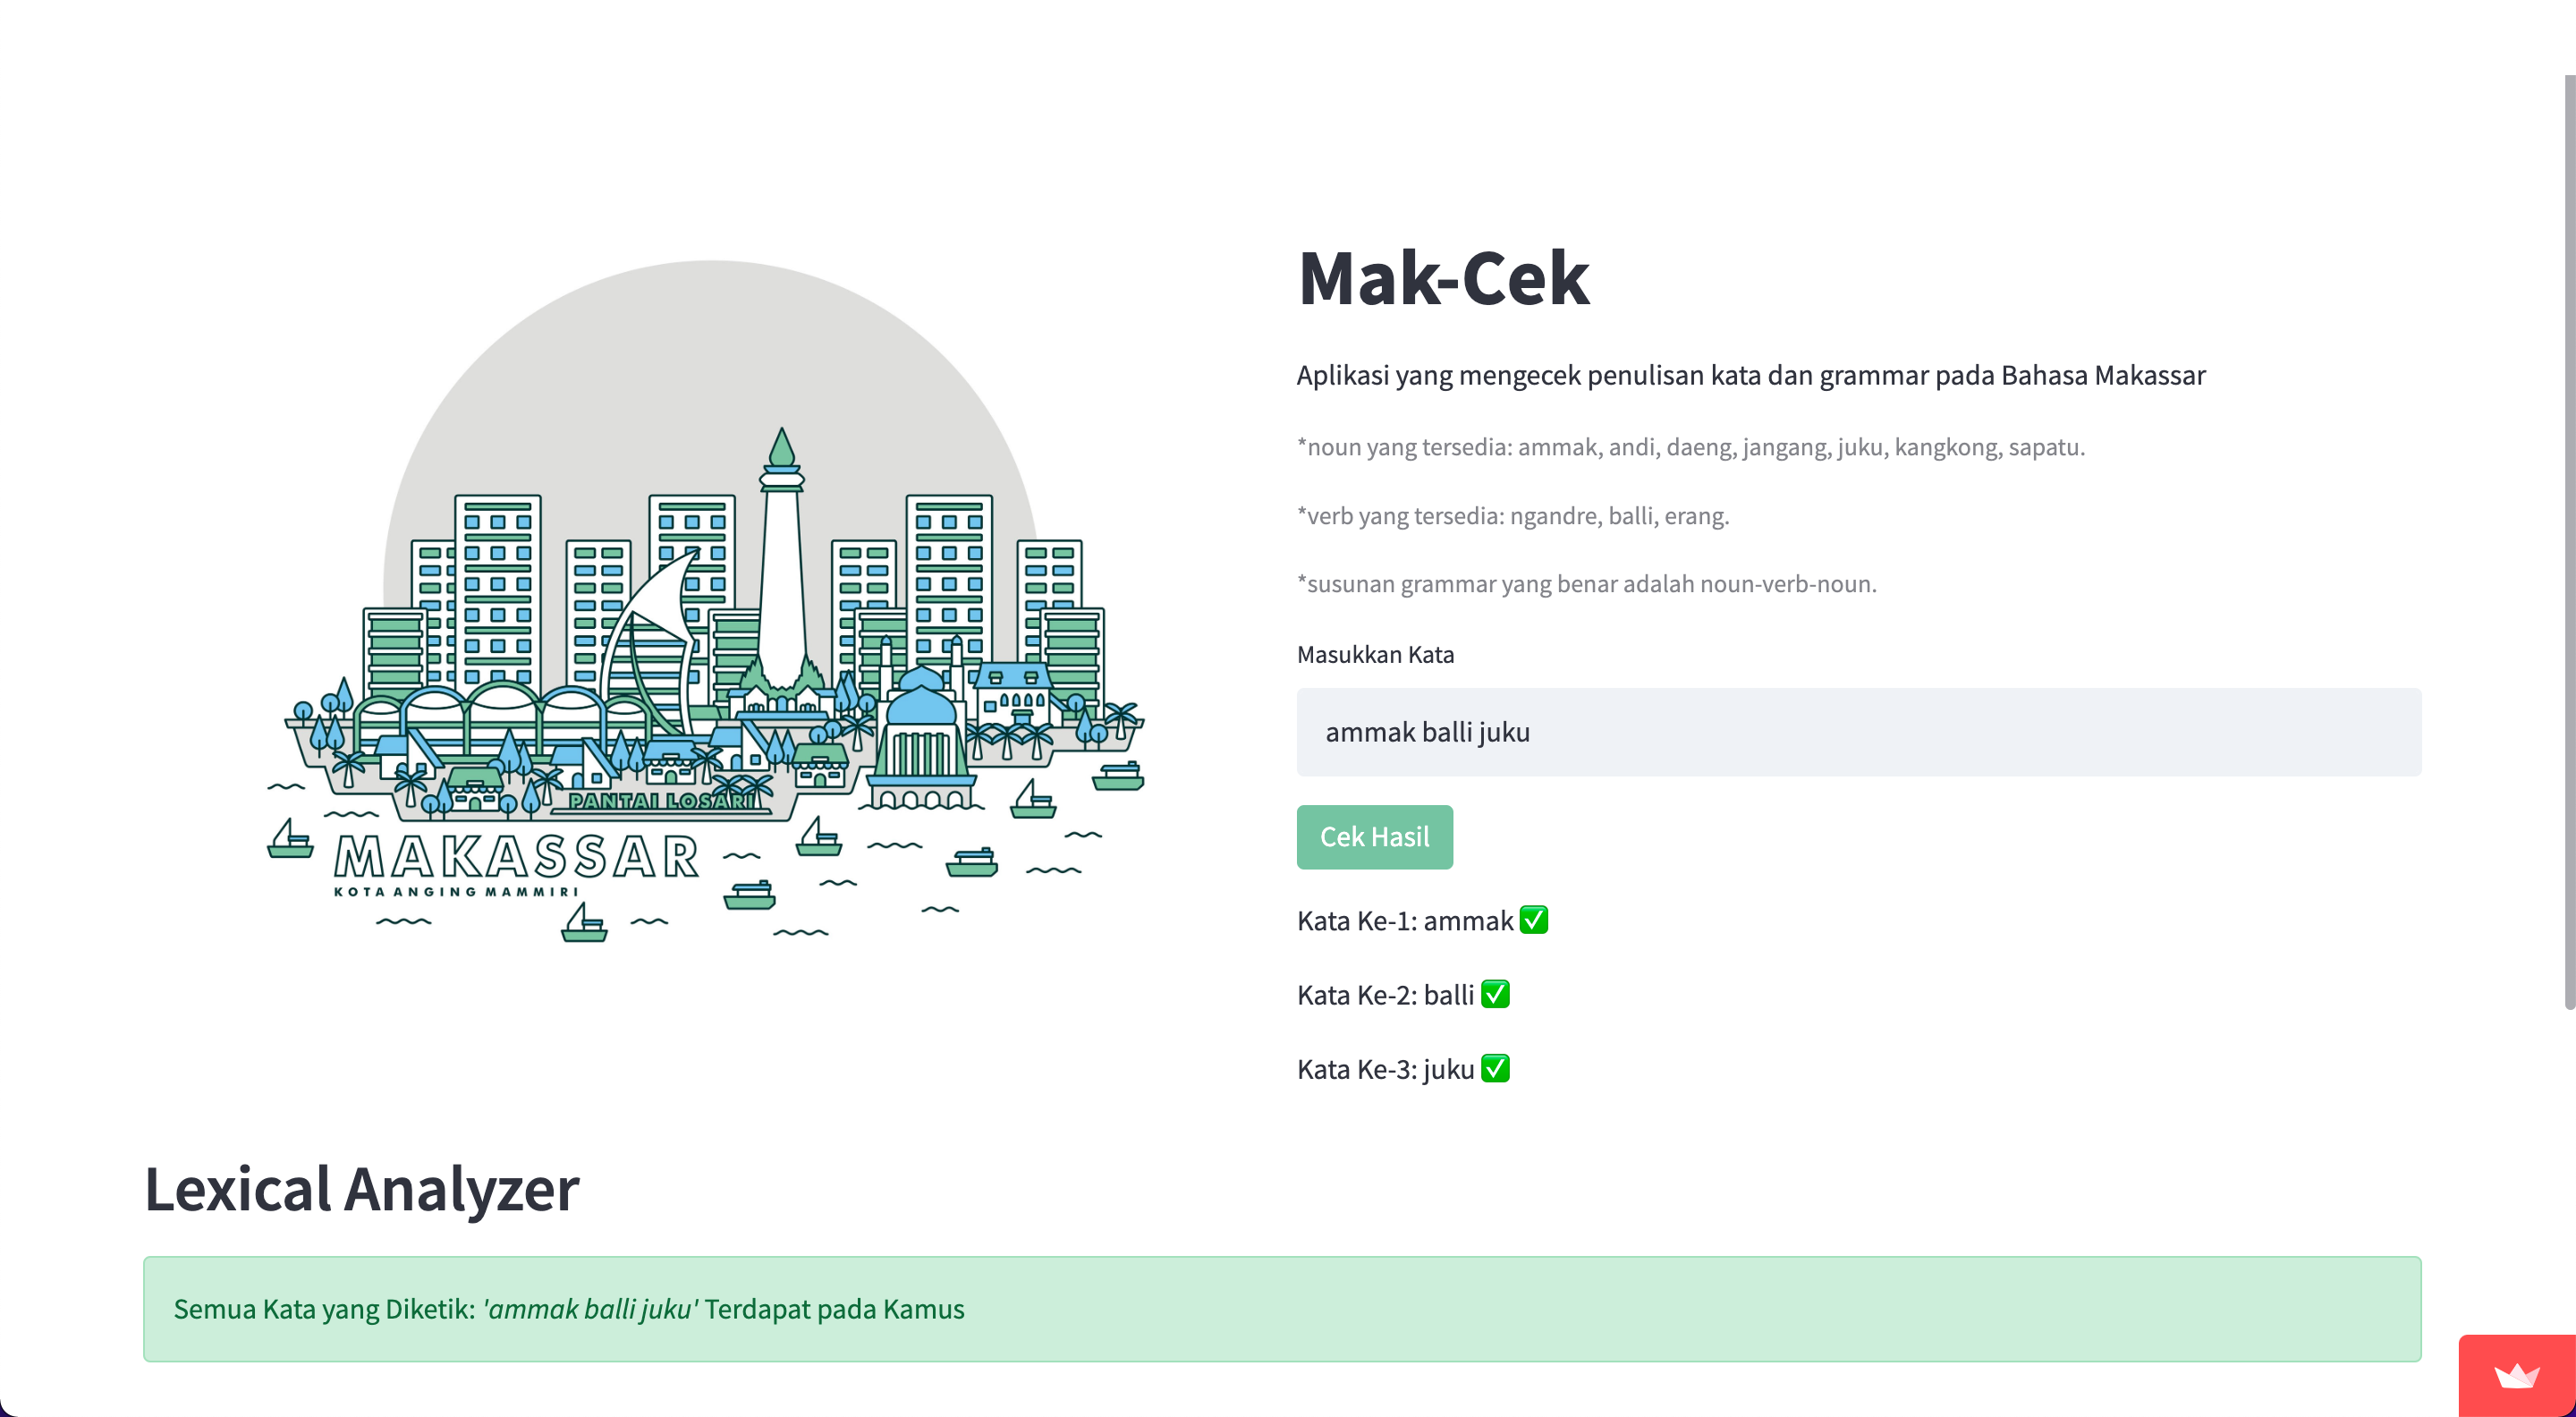 Mak-Cek
Aplikasi yang mengecek penulisan kata dan grammar pada Bahasa Makassar
*noun yang tersedia: ammak, andi, daeng, jangang, juku, kangkong, sapatu.
*verb yang tersedia: ngandre, balli, erang.
*susunan grammar yang benar adalah noun-verb-noun.
Masukkan Kata
ammak balli juku
Cek Hasil
Kata Ke-1: ammak ✅
Kata Ke-2: balli ✅
Kata Ke-3: juku ✅
PANTAI LOSARI
MAKASSAR
KOTA ANGING MAMMIRI
Lexical Analyzer
Semua Kata yang Diketik: 'ammak balli juku' Terdapat pada Kamus